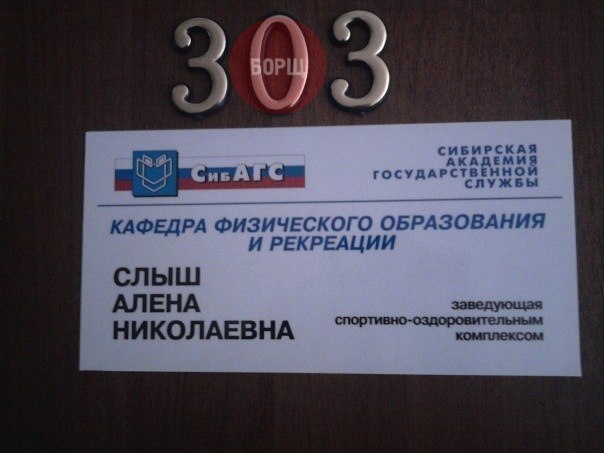 303
БОРЩ
СибАГС
СИБИРСКАЯ
АКАДЕМИЯ
ГОСУДАРСТВЕННОЙ
СЛУЖБЫ
КАФЕДРА ФИЗИЧЕСКОГО ОБРАЗОВАНИЯ
И РЕКРЕАЦИИ
СЛЫШ
АЛЕНА
НИКОЛАЕВНА
заведующая
спортивно-оздоровительным
комплексом